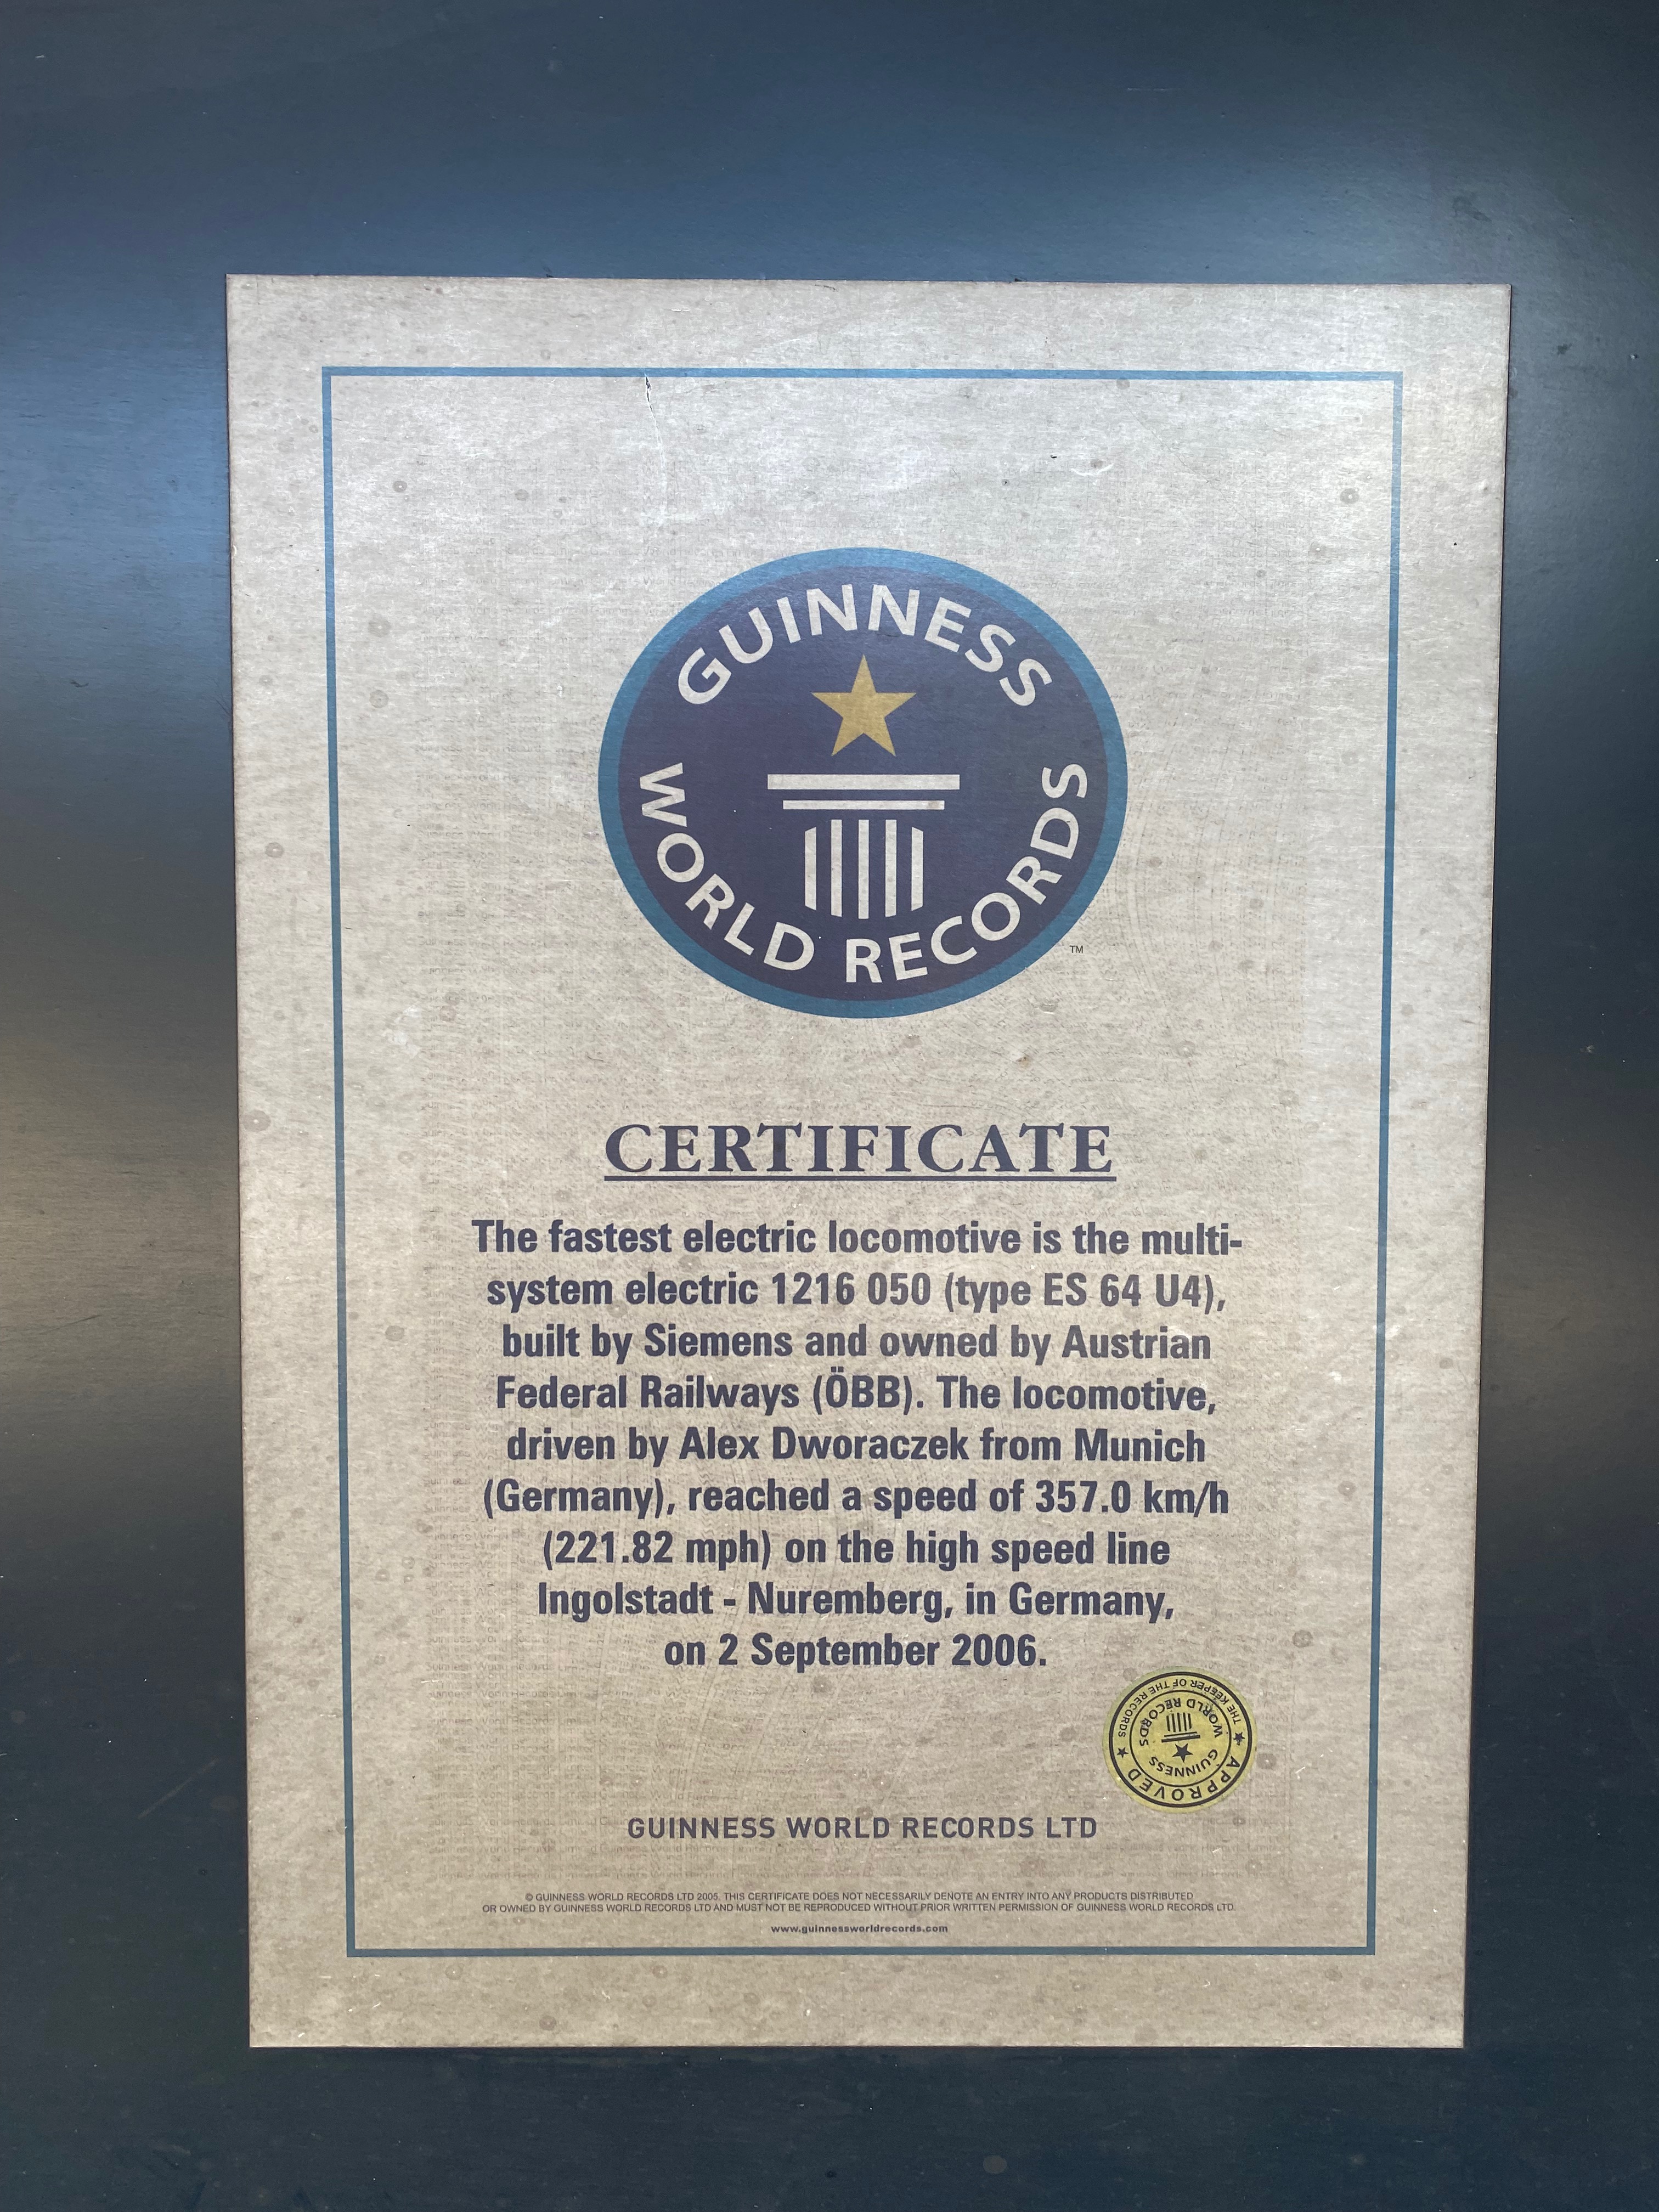 GUINNESS
WORLD RECORDS
™
CERTIFICATE
The fastest electric locomotive is the multi-
system electric 1216 050 (type ES 64 U4),
built by Siemens and owned by Austrian
Federal Railways (ÖBB). The locomotive,
driven by Alex Dworaczek from Munich
(Germany), reached a speed of 357.0 km/h
(221.82 mph) on the high speed line
Ingolstadt - Nuremberg, in Germany,
on 2 September 2006.
THE KEEPER OF THE RECORDS
GUINNESS
WORLD RECORDS
APPROVED
GUINNESS WORLD RECORDS LTD
© GUINNESS WORLD RECORDS LTD 2005. THIS CERTIFICATE DOES NOT NECESSARILY DENOTE AN ENTRY INTO ANY PRODUCTS DISTRIBUTED
OR OWNED BY GUINNESS WORLD RECORDS LTD AND MUST NOT BE REPRODUCED WITHOUT PRIOR WRITTEN PERMISSION OF GUINNESS WORLD RECORDS LTD.
www.guinnessworldrecords.com